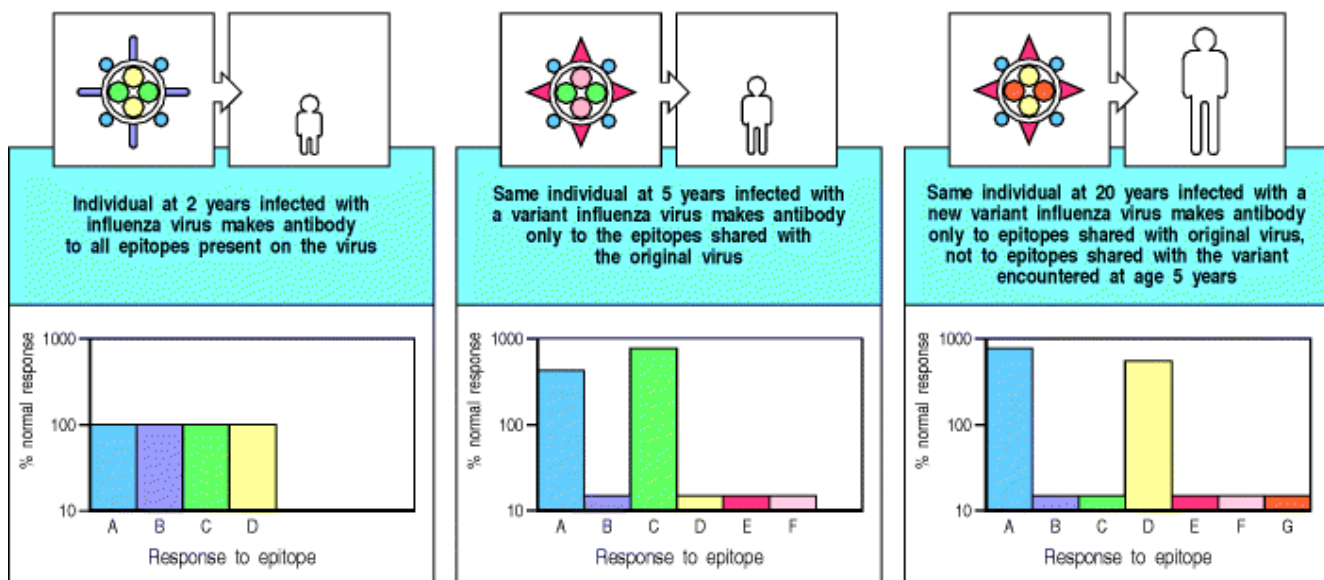 Individual at 2 years infected with
influenza virus makes antibody
to all epitopes present on the virus
% normal response
1000
100
10
A B C D
Response to epitope
Same individual at 5 years infected with
a variant influenza virus makes antibody
only to the epitopes shared with
the original virus
% normal response
1000
100
10
A B C D E F
Response to epitope
Same individual at 20 years infected with a
new variant influenza virus makes antibody
only to epitopes shared with original virus,
not to epitopes shared with the variant
encountered at age 5 years
% normal response
1000
100
10
A B C D E F G
Response to epitope